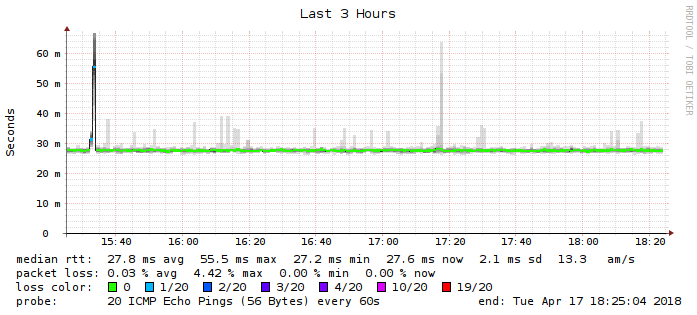 Last 3 Hours
RRDTOOL / TOBI OETIKER
Seconds
60 m
50 m
40 m
30 m
20 m
10 m
0
15:40 16:00 16:20 16:40 17:00 17:20 17:40 18:00 18:20
median rtt: 27.8 ms avg 55.5 ms max 27.2 ms min 27.6 ms now 2.1 ms sd 13.3 am/s
packet loss: 0.03 % avg 4.42 % max 0.00 % min 0.00 % now
loss color: 0 1/20 2/20 3/20 4/20 10/20 19/20
probe: 20 ICMP Echo Pings (56 Bytes) every 60s end: Tue Apr 17 18:25:04 2018